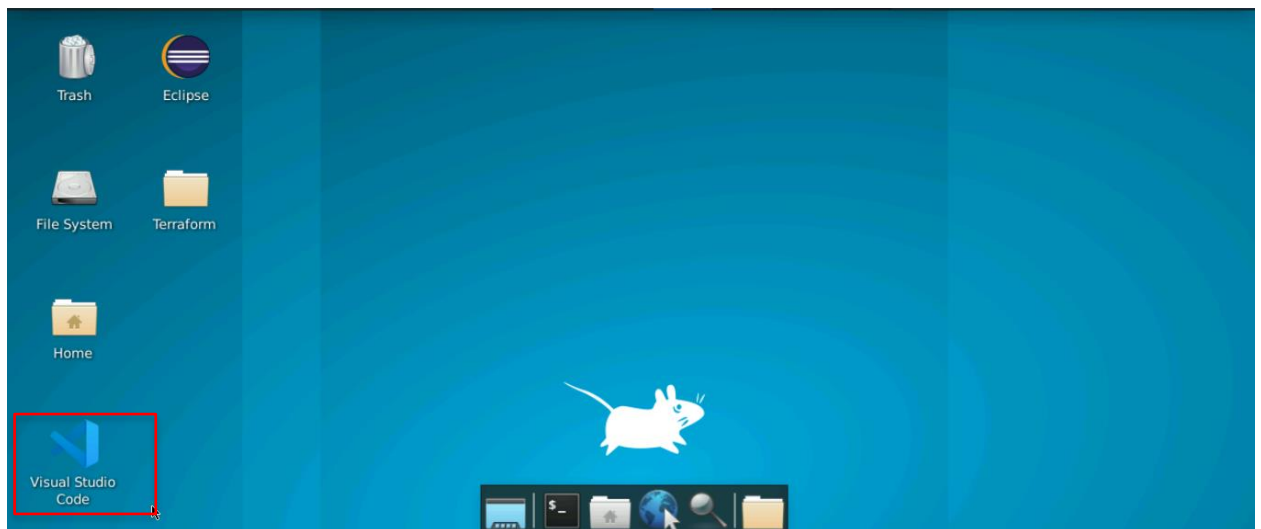 Trash
Eclipse
File System
Terraform
Home
Visual Studio
Code
$_